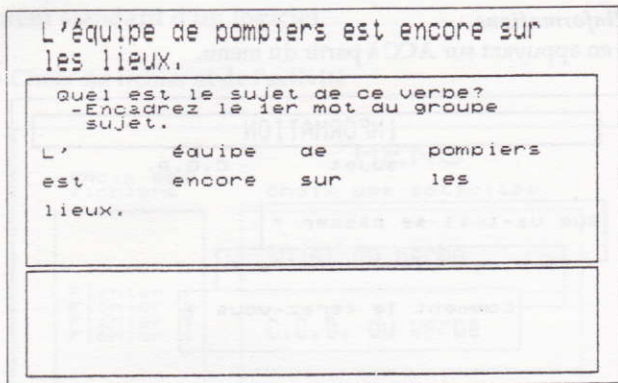 L'équipe de pompiers est encore sur
les lieux.
Quel est le sujet de ce verbe?
-Encadrez le 1er mot du groupe
sujet.
L' équipe de pompiers
est encore sur les
lieux.